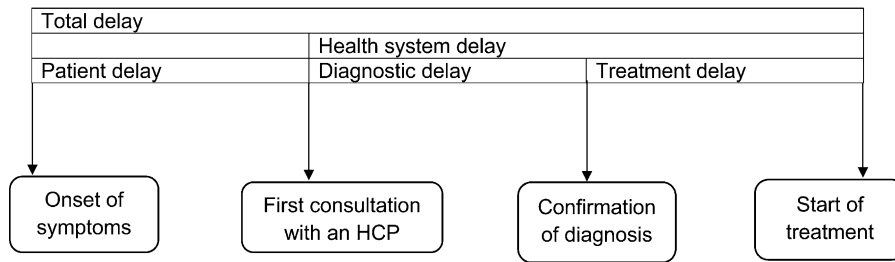 Total delay
Health system delay
Patient delay Diagnostic delay Treatment delay
Onset of
symptoms
First consultation
with an HCP
Confirmation
of diagnosis
Start of
treatment